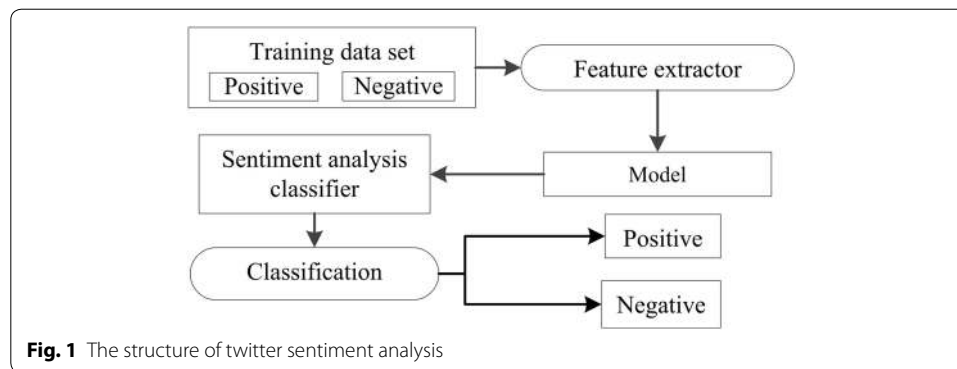 Training data set
Positive
Negative
Feature extractor
Sentiment analysis
classifier
Model
Classification
Positive
Negative
Fig. 1 The structure of twitter sentiment analysis